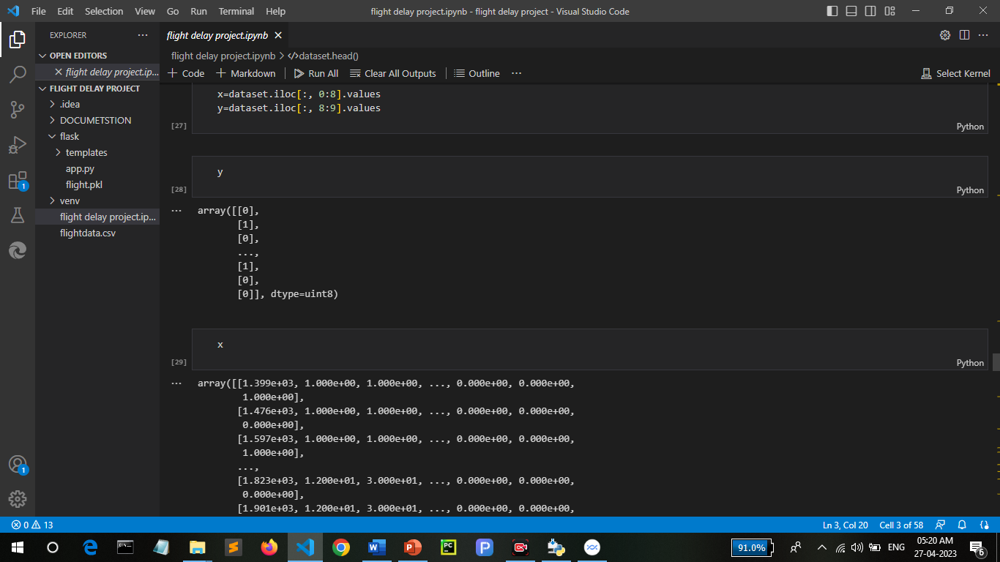 File Edit Selection View Go Run Terminal Help
flight delay project.ipynb - flight delay project - Visual Studio Code
EXPLORER
OPEN EDITORS
flight delay project.ip...
FLIGHT DELAY PROJECT
.idea
DOCUMETSTION
flask
templates
app.py
flight.pkl
venv
flight delay project.ip...
flightdata.csv
1
1
flight delay project.ipynb
flight delay project.ipynb > dataset.head()
+ Code + Markdown Run All Clear All Outputs Outline ...
Select Kernel
x=dataset.iloc[:, 0:8].values
y=dataset.iloc[:, 8:9].values
[27]
Python
y
[28]
Python
array([[0],
[1],
[0],
...,
[1],
[0],
[0]], dtype=uint8)
x
[29]
Python
array([[1.399e+03, 1.000e+00, 1.000e+00, ..., 0.000e+00, 0.000e+00,
1.000e+00],
[1.476e+03, 1.000e+00, 1.000e+00, ..., 0.000e+00, 0.000e+00,
0.000e+00],
[1.597e+03, 1.000e+00, 1.000e+00, ..., 0.000e+00, 0.000e+00,
1.000e+00],
...,
[1.823e+03, 1.200e+01, 3.000e+01, ..., 0.000e+00, 0.000e+00,
0.000e+00],
[1.901e+03, 1.200e+01, 3.000e+01, ..., 0.000e+00, 0.000e+00,
0 13
Ln 3, Col 20 Cell 3 of 58
91.0%
ENG
05:20 AM
27-04-2023
6